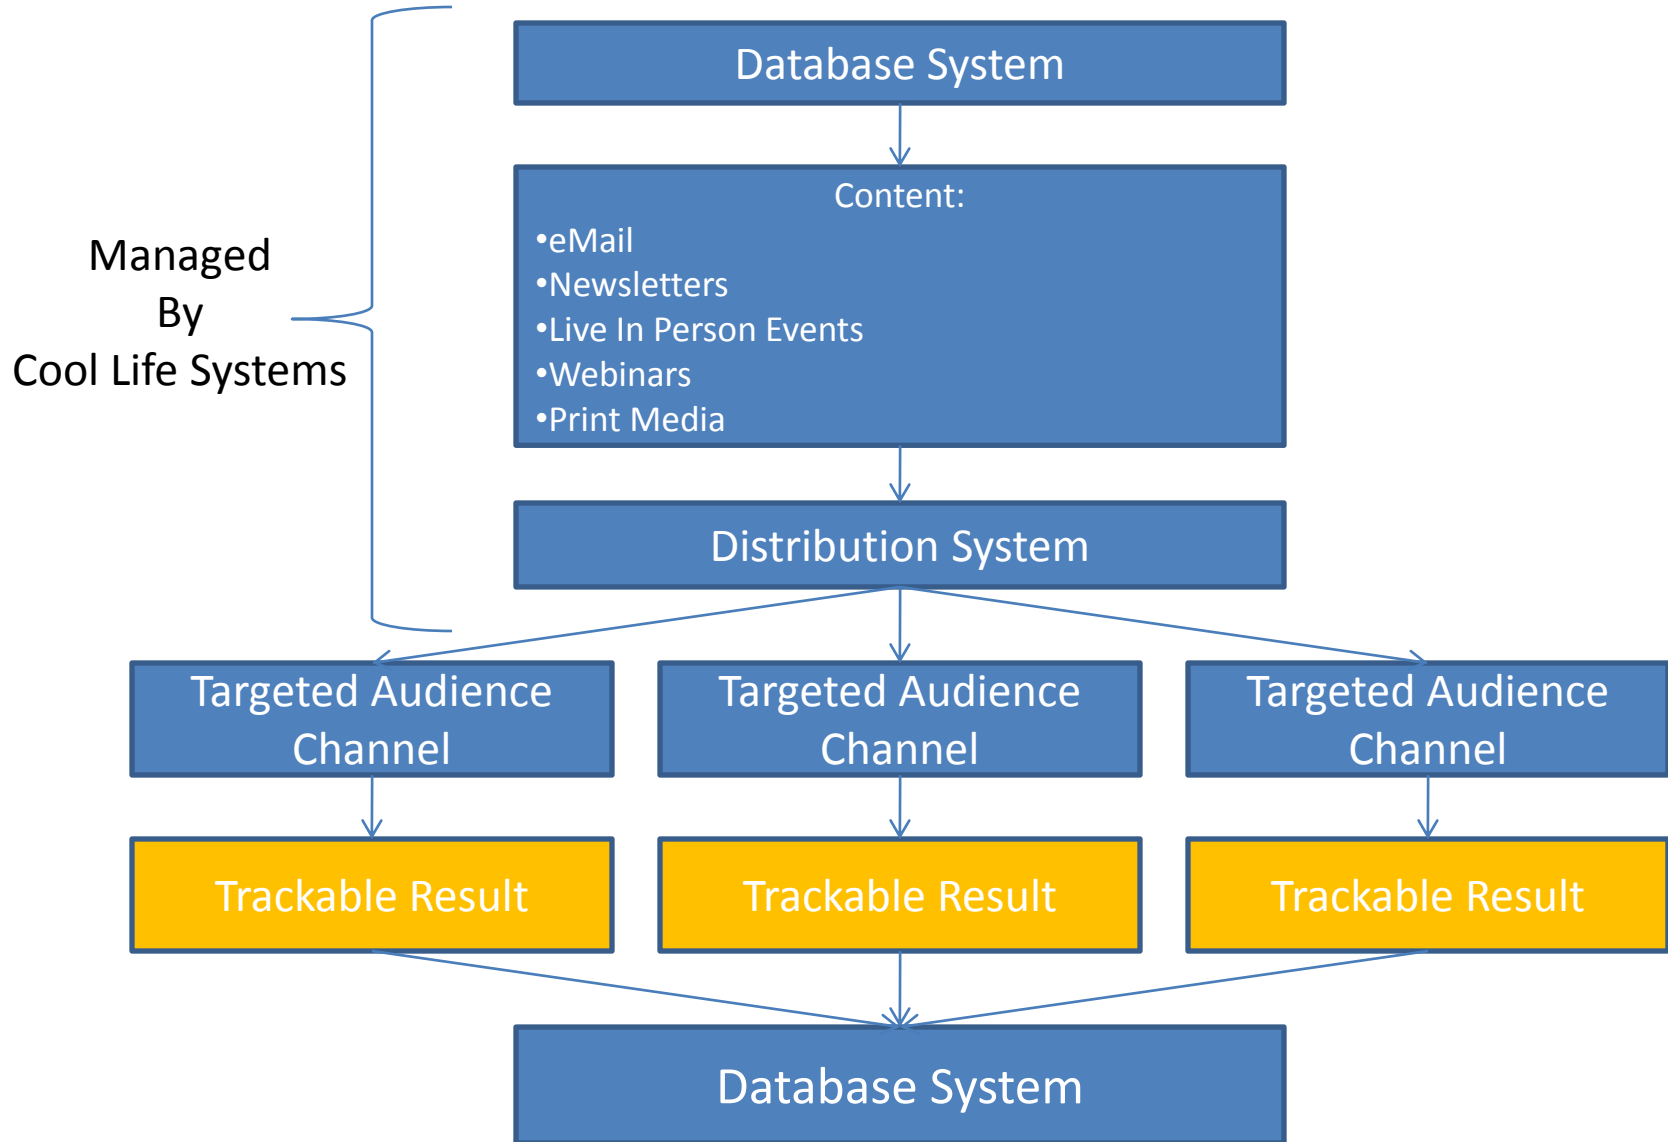 Database System
Content:
•eMail
•Newsletters
•Live In Person Events
•Webinars
•Print Media
Managed
By
Cool Life Systems
Distribution System
Targeted Audience
Channel
Targeted Audience
Channel
Targeted Audience
Channel
Trackable Result
Trackable Result
Trackable Result
Database System